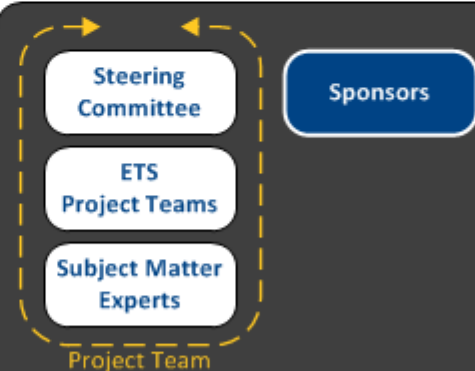 Steering
Committee
ETS
Project Teams
Subject Matter
Experts
Project Team
Sponsors